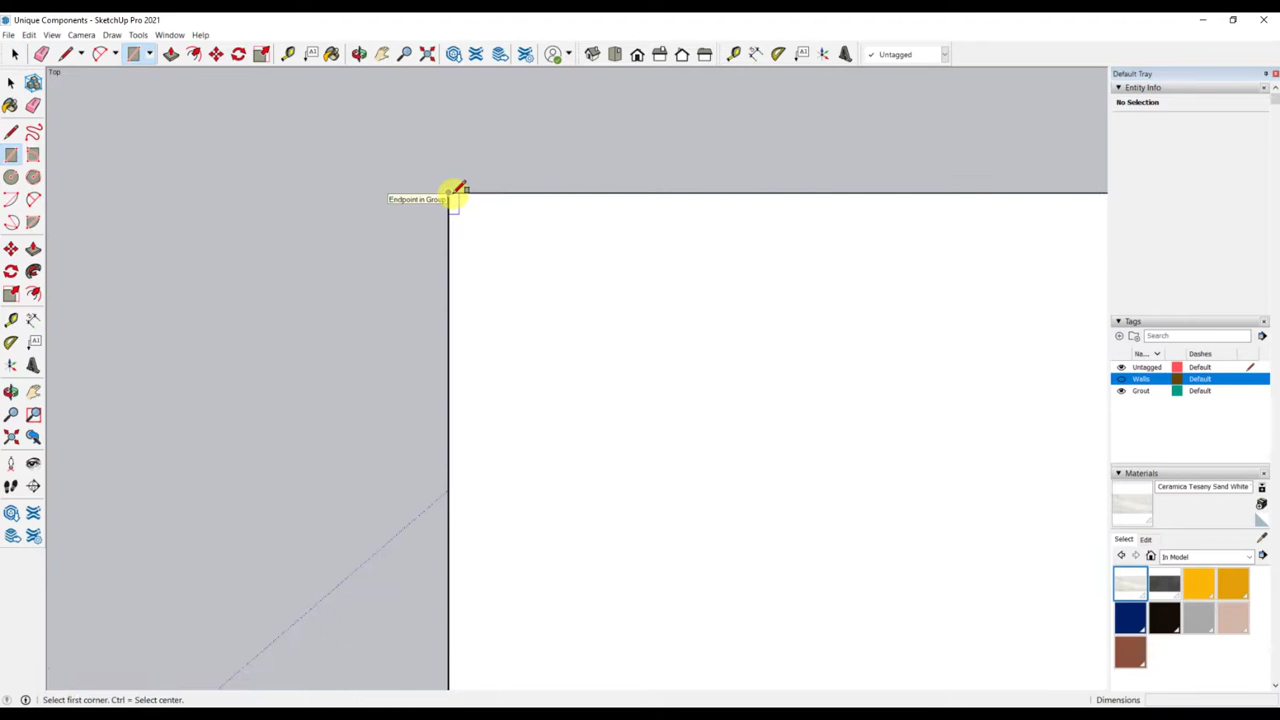 Unique Components - SketchUp Pro 2021
File Edit View Camera Draw Tools Window Help
Untagged
Top
Default Tray
Entity Info
No Selection
Endpoint in Group
Tags
Search
Na... Dashes
Untagged Default
Walls Default
Grout Default
Materials
Ceramica Tesany Sand White
Select Edit
In Model
Select first corner. Ctrl = Select center.
Dimensions